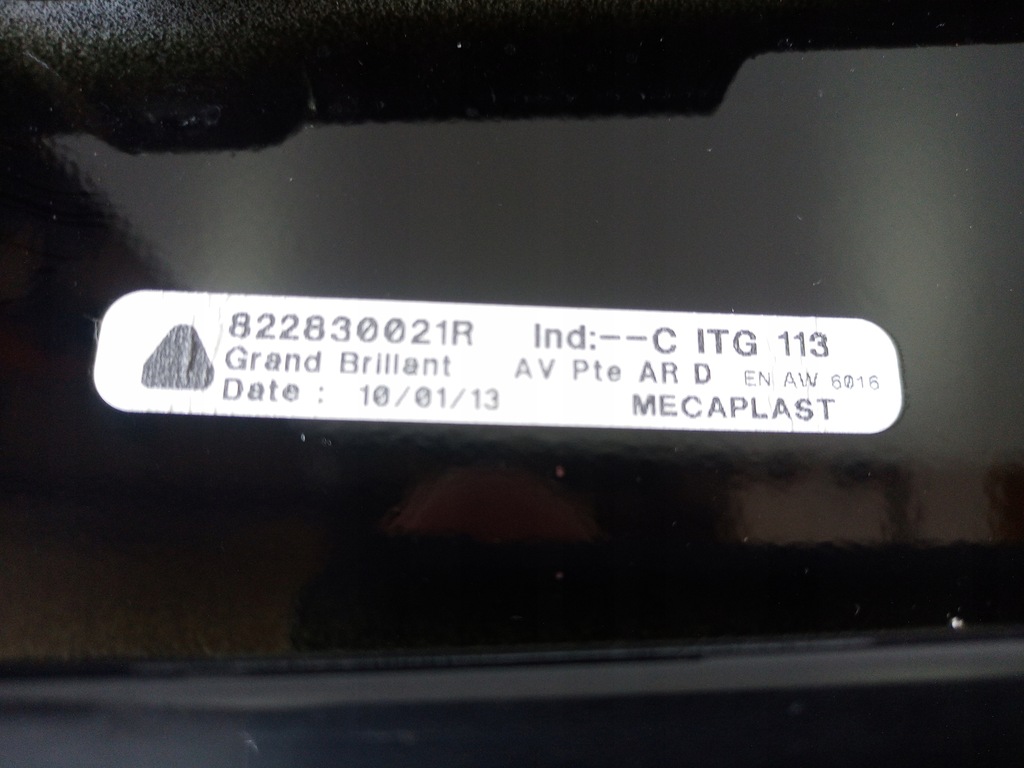 822830021R Ind:--C ITG 113
Grand Brillant AV Pte AR D EN AW 6016
Date : 10/01/13 MECAPLAST